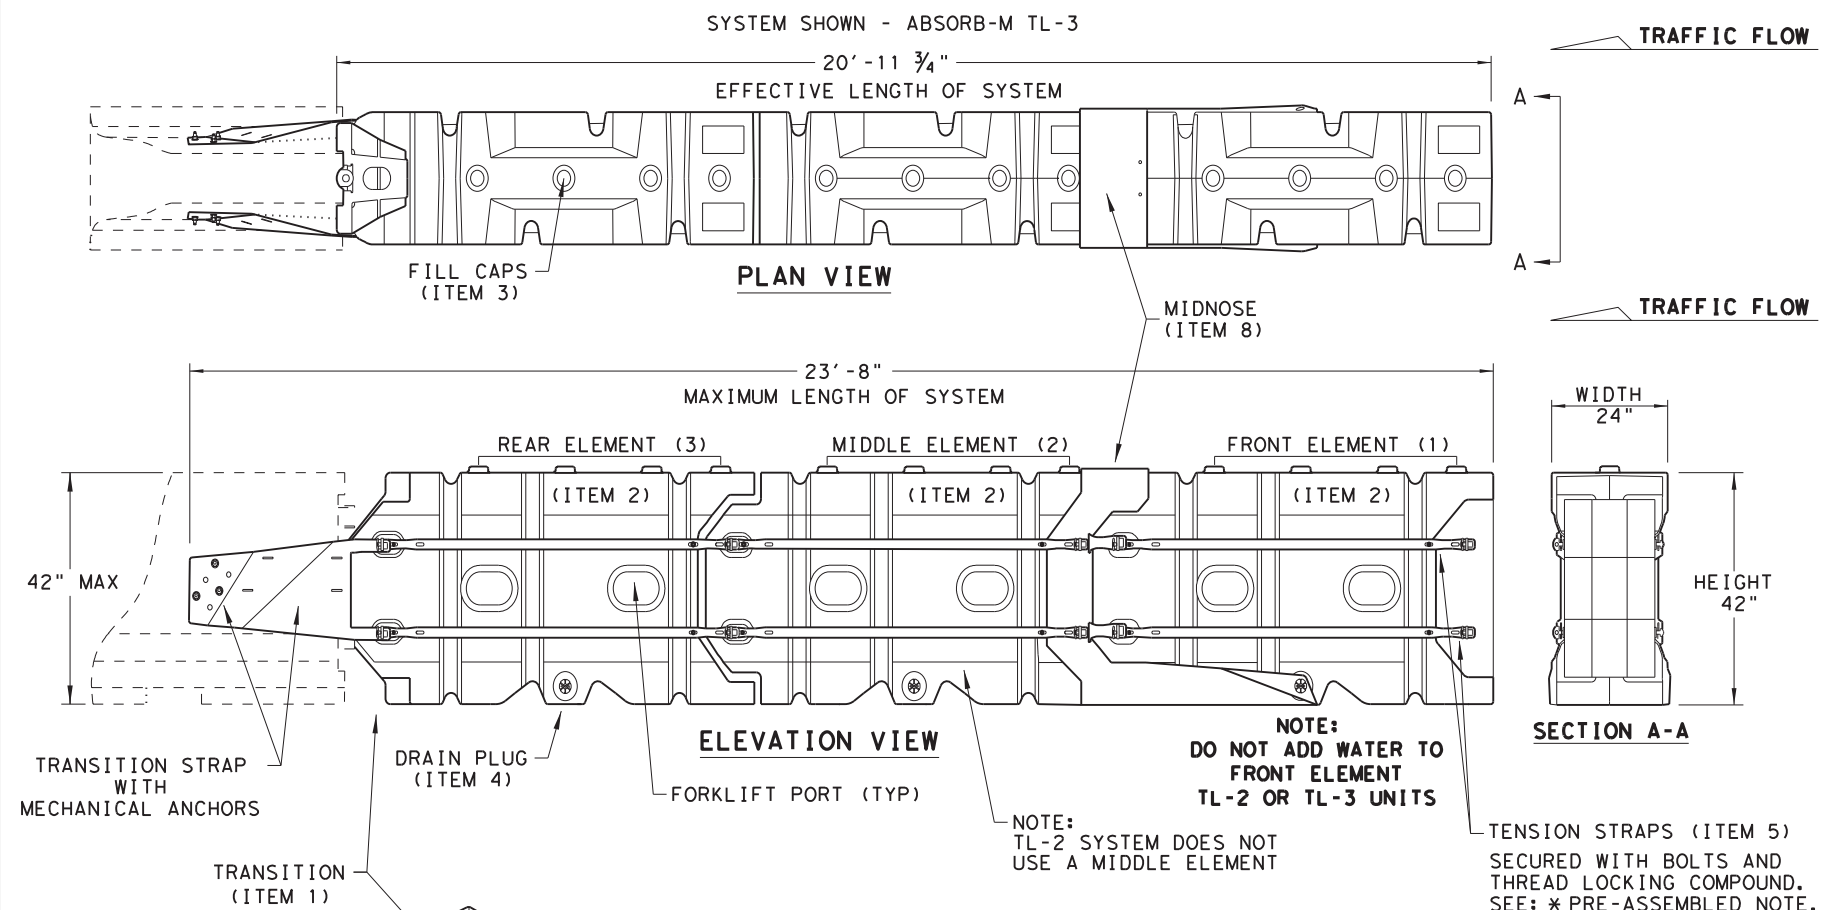 SYSTEM SHOWN - ABSORB-M TL-3
TRAFFIC FLOW
20'-11 3/4"
EFFECTIVE LENGTH OF SYSTEM
A
A
FILL CAPS
(ITEM 3)
PLAN VIEW
MIDNOSE
(ITEM 8)
TRAFFIC FLOW
23'-8"
MAXIMUM LENGTH OF SYSTEM
WIDTH
24"
REAR ELEMENT (3)
MIDDLE ELEMENT (2)
FRONT ELEMENT (1)
(ITEM 2)
(ITEM 2)
(ITEM 2)
42" MAX
HEIGHT
42"
TRANSITION STRAP
WITH
MECHANICAL ANCHORS
DRAIN PLUG
(ITEM 4)
ELEVATION VIEW
FORKLIFT PORT (TYP)
NOTE:
DO NOT ADD WATER TO
FRONT ELEMENT
TL-2 OR TL-3 UNITS
SECTION A-A
NOTE:
TL-2 SYSTEM DOES NOT
USE A MIDDLE ELEMENT
TENSION STRAPS (ITEM 5)
SECURED WITH BOLTS AND
THREAD LOCKING COMPOUND.
SEE: * PRE-ASSEMBLED NOTE.
TRANSITION
(ITEM 1)